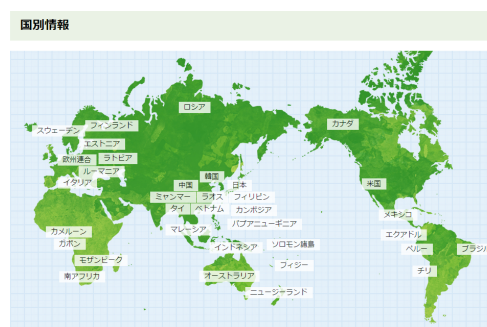 国別情報
ロシア
カナダ
スウェーデン
フィンランド
エストニア
欧州連合
ラトビア
ルーマニア
イタリア
韓国
中国
日本
米国
ミャンマー
ラオス
フィリピン
タイ
ベトナム
カンボジア
メキシコ
パプアニューギニア
カメルーン
マレーシア
エクアドル
ガボン
インドネシア
ソロモン諸島
ペルー
ブラジル
モザンビーク
フィジー
南アフリカ
オーストラリア
チリ
ニュージーランド